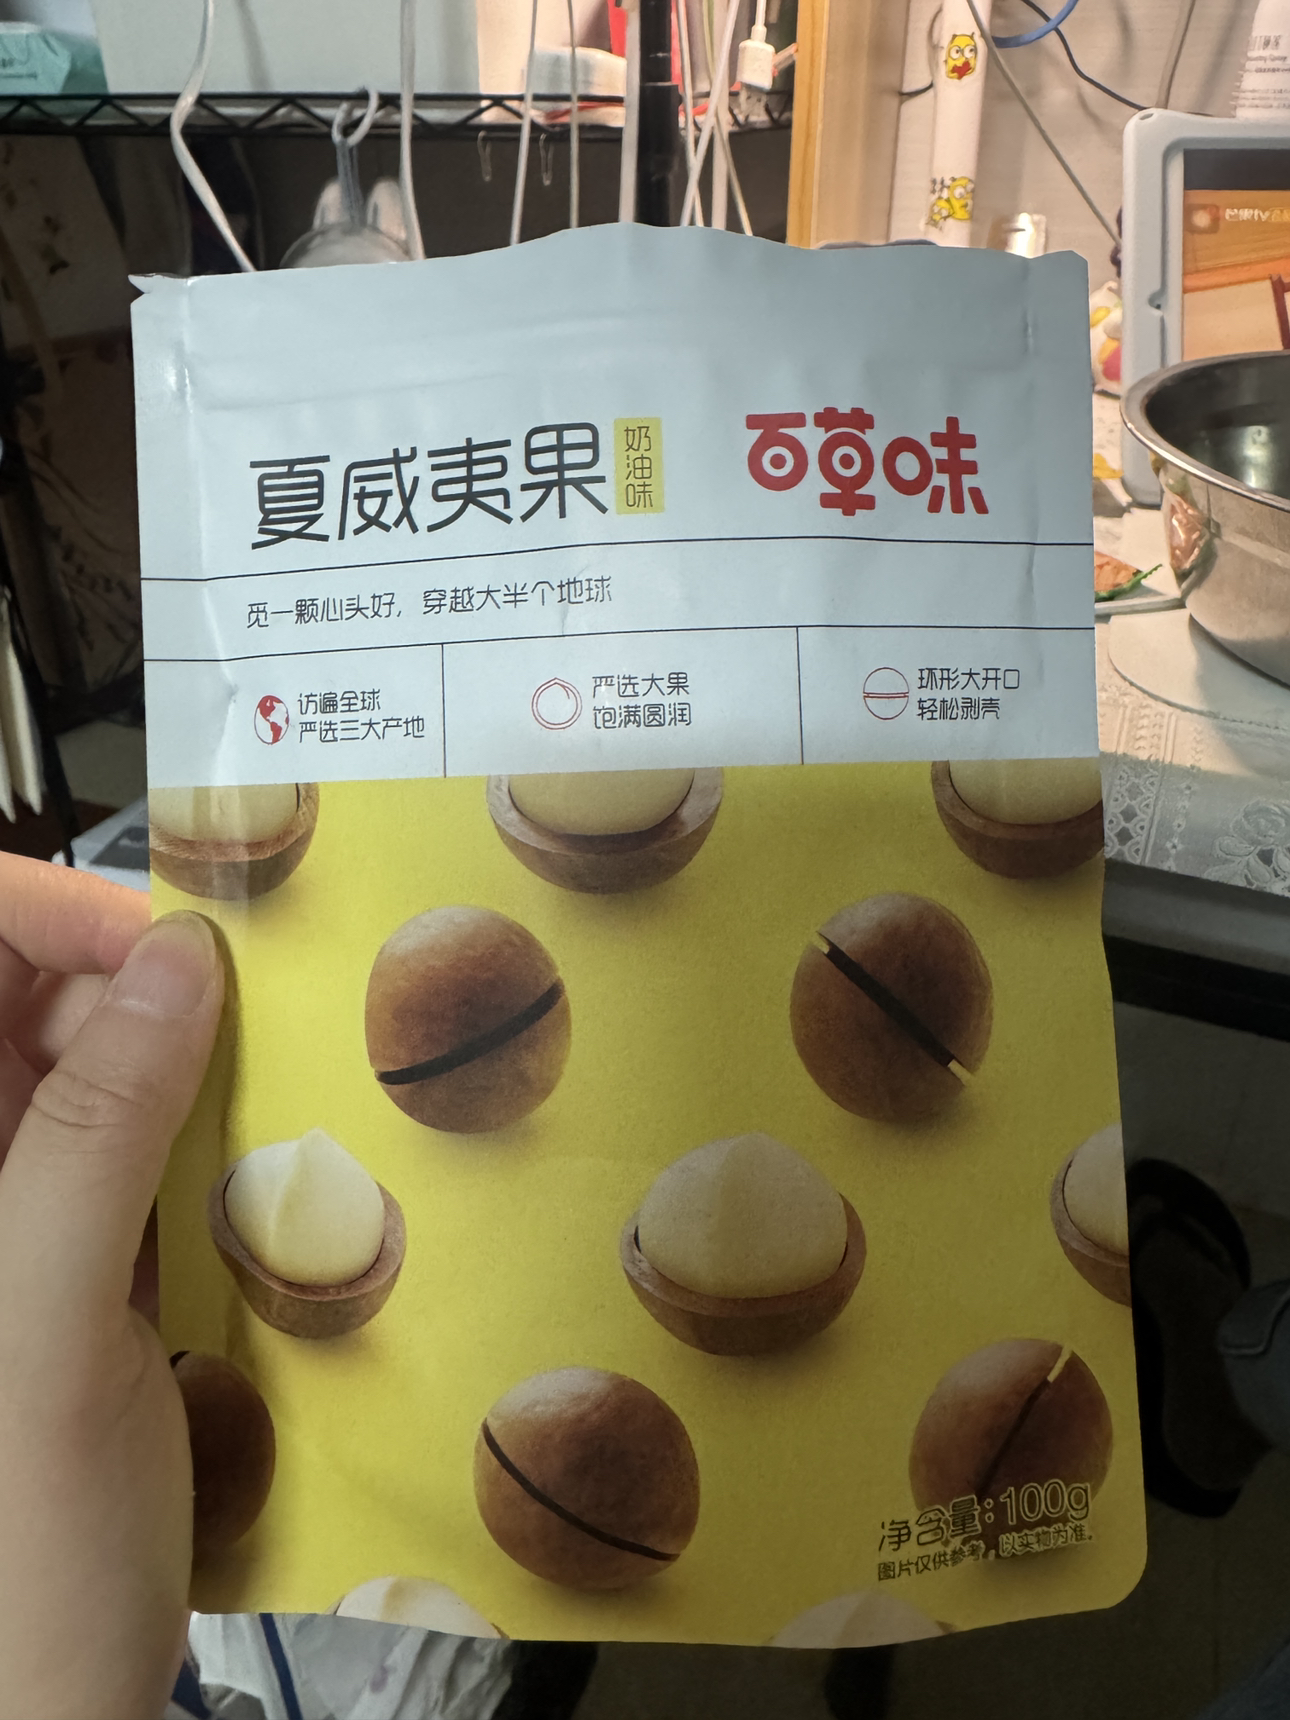 夏威夷果
奶油味
百草味
觅一颗心头好，穿越大半个地球
访遍全球
严选三大产地
严选大果
饱满圆润
环形大开口
轻松剥壳
净含量：100g
图片仅供参考，以实物为准。